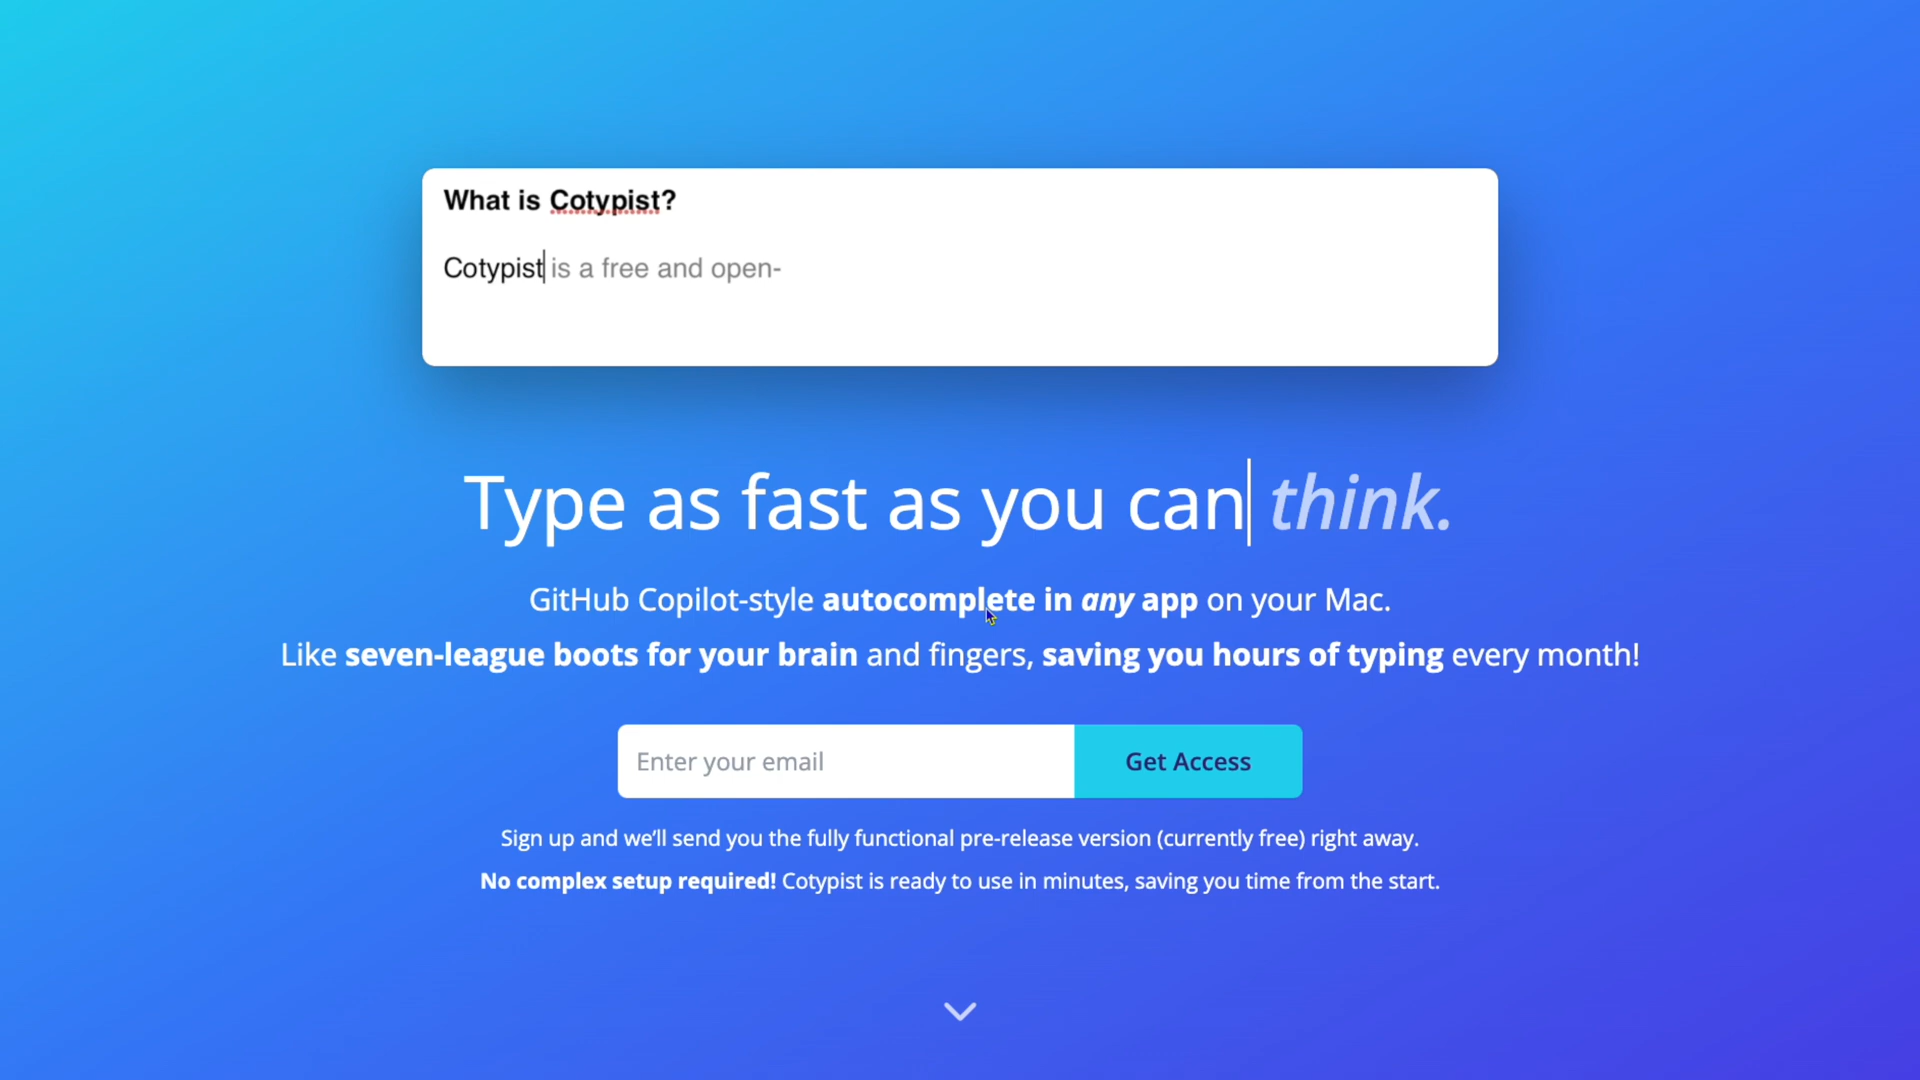 What is Cotypist?
Cotypist is a free and open-
Type as fast as you can think.
GitHub Copilot-style autocomplete in any app on your Mac.
Like seven-league boots for your brain and fingers, saving you hours of typing every month!
Enter your email
Get Access
Sign up and we’ll send you the fully functional pre-release version (currently free) right away.
No complex setup required! Cotypist is ready to use in minutes, saving you time from the start.